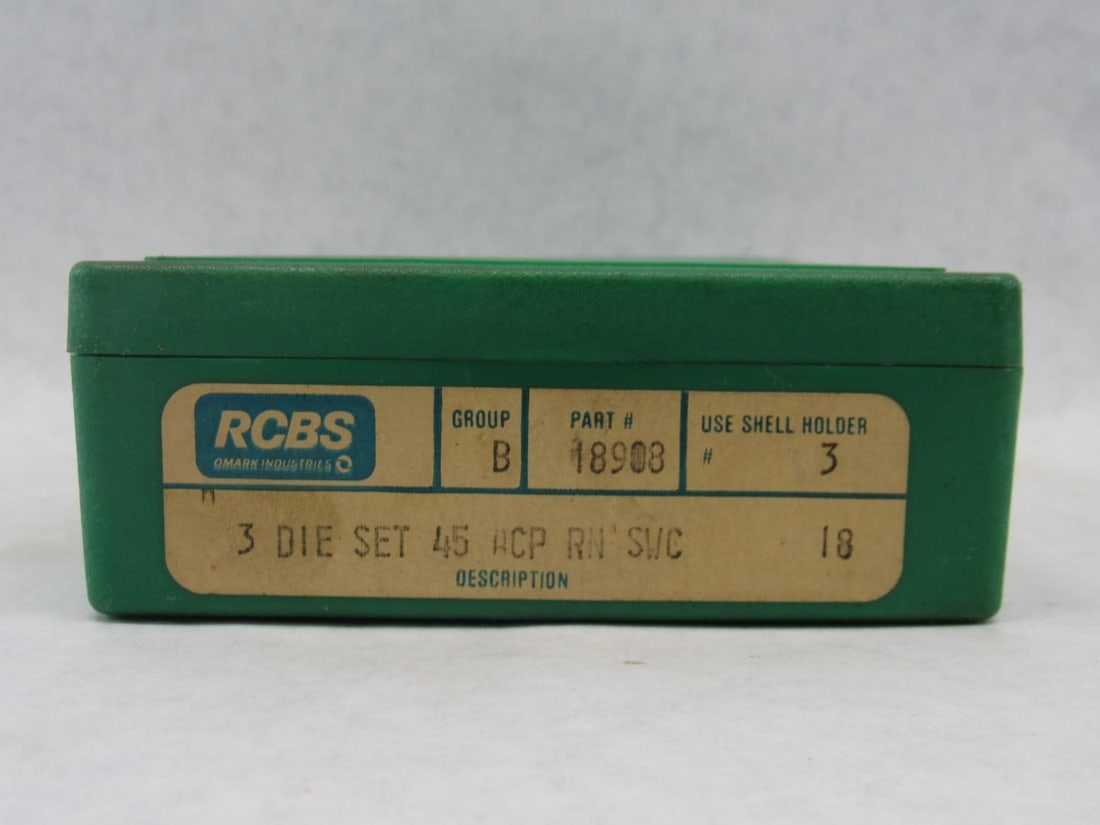 RCBS
OMARK INDUSTRIES
GROUP
B
PART #
18908
USE SHELL HOLDER
# 3
M
3 DIE SET 45 ACP RN SWC 18
DESCRIPTION